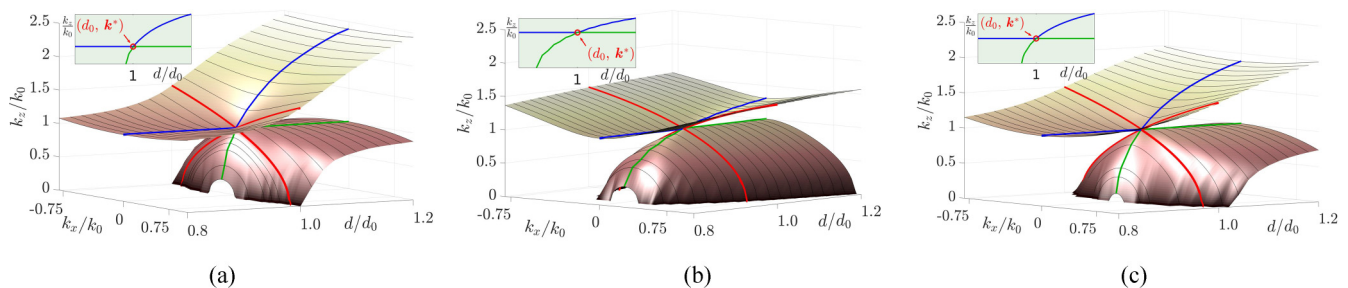 2.5
k_z/k_0
(d_0, k*)
1 d/d_0
2
k_z/k_0
1.5
1
0.5
0
-0.75
0
k_x/k_0 0.75
0.8
1.0
d/d_0
1.2
(a)
2.5
k_z/k_0
(d_0, k*)
1 d/d_0
2
k_z/k_0
1.5
1
0.5
0
-0.75
0
k_x/k_0 0.75
0.8
1.0
d/d_0
1.2
(b)
2.5
k_z/k_0
(d_0, k*)
1 d/d_0
2
k_z/k_0
1.5
1
0.5
0
-0.75
0
k_x/k_0 0.75
0.8
1.0
d/d_0
1.2
(c)